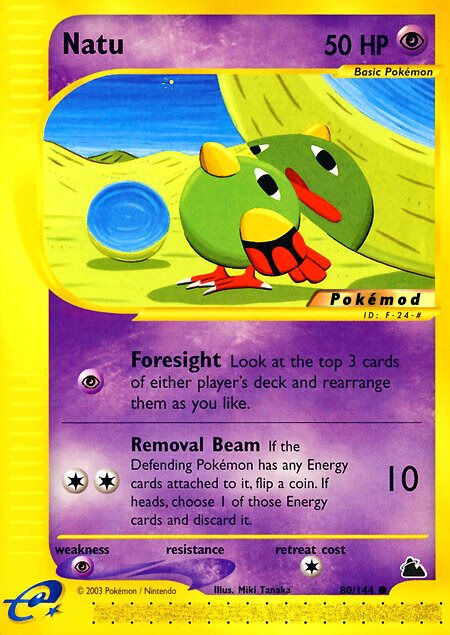 Natu 50 HP
Basic Pokémon
Pokémod
ID: F-24-#
Foresight Look at the top 3 cards
of either player's deck and rearrange
them as you like.
Removal Beam If the
Defending Pokémon has any Energy
cards attached to it, flip a coin. If
heads, choose 1 of those Energy
cards and discard it.
10
weakness resistance retreat cost
© 2003 Pokémon / Nintendo Illus. Miki Tanaka 80/144
e